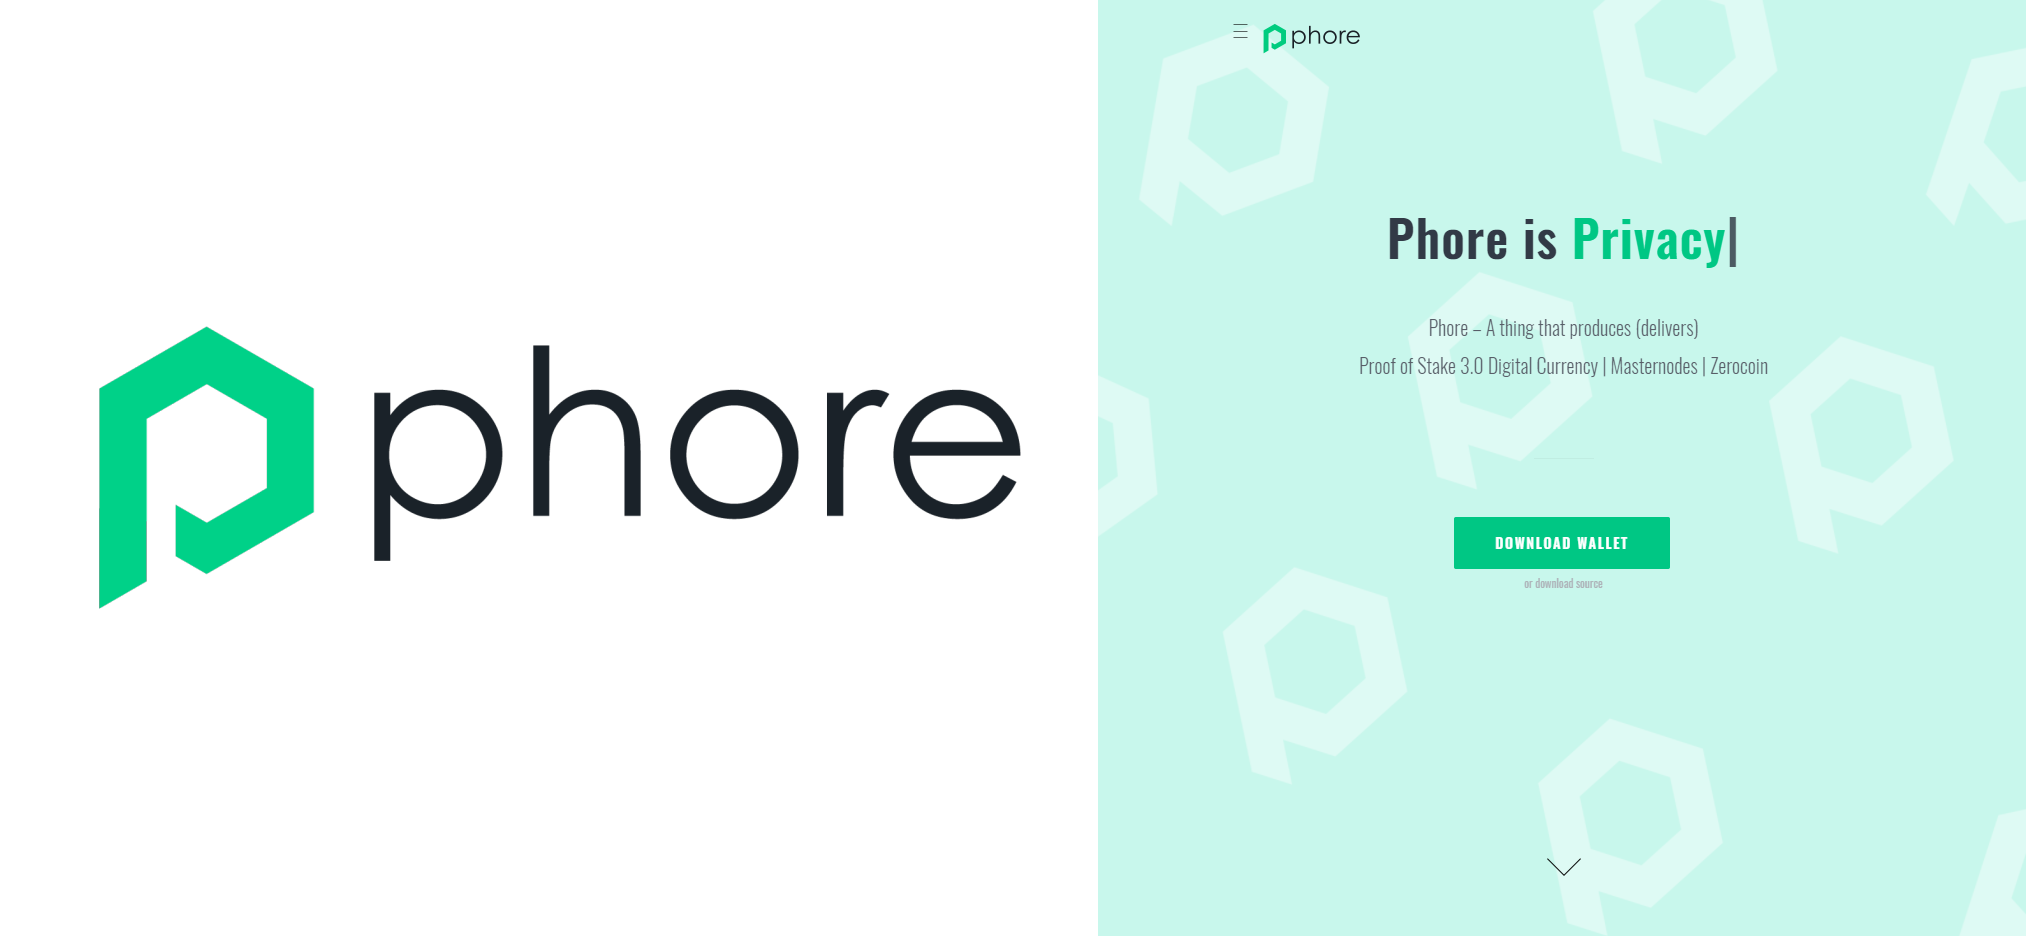 phore
phore
Phore is Privacy|
Phore – A thing that produces (delivers)
Proof of Stake 3.0 Digital Currency | Masternodes | Zerocoin
DOWNLOAD WALLET
or download source